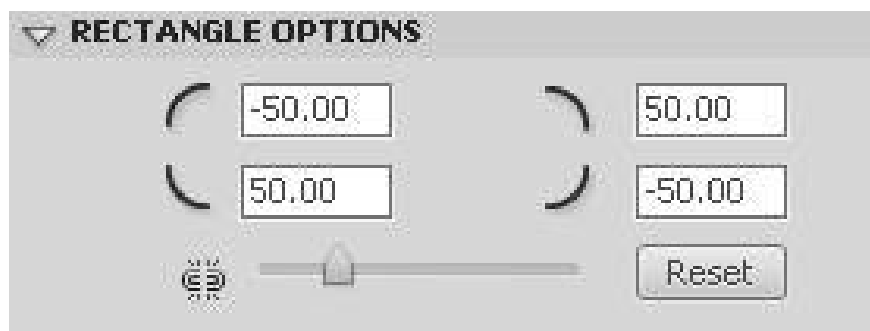 RECTANGLE OPTIONS
-50.00 50.00
50.00 -50.00
Reset